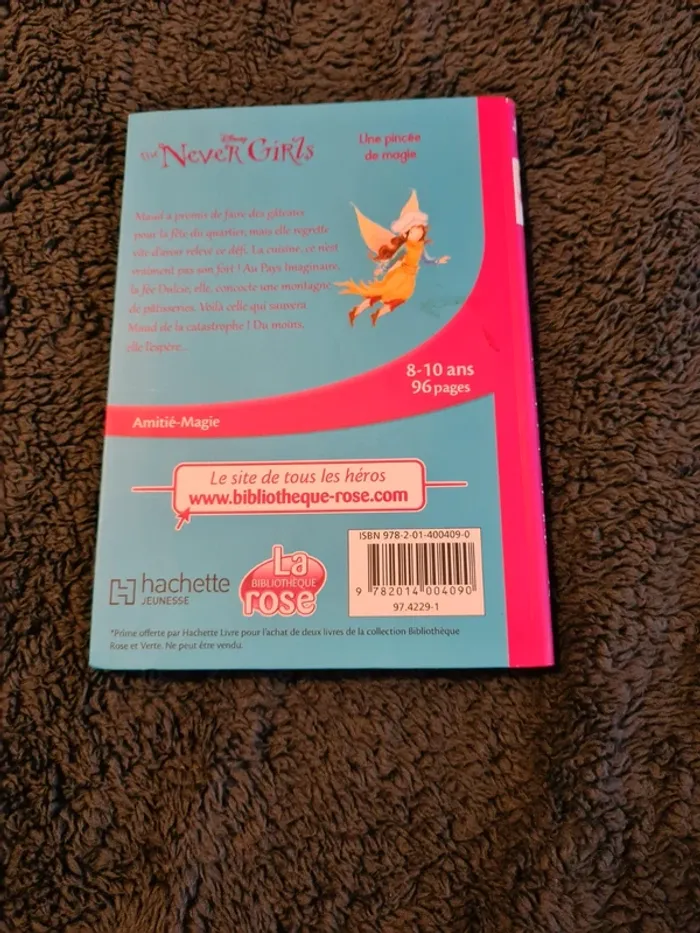 Disney
the Never Girls
Une pincée
de magie
Maud a promis de faire des gâteaux
pour la fête du quartier, mais elle regrette
vite d'avoir relevé ce défi. La cuisine, ce n'est
vraiment pas son fort ! Au Pays Imaginaire,
la fée Dulcie, elle, concocte une montagne
de pâtisseries. Voilà celle qui sauvera
Maud de la catastrophe ! Du moins,
elle l'espère...
8-10 ans
96 pages
Amitié-Magie
Le site de tous les héros
www.bibliotheque-rose.com
ISBN 978-2-01-400409-0
9 782014 004090
97.4229-1
hachette
JEUNESSE
La
BIBLIOTHÈQUE
rose
*Prime offerte par Hachette Livre pour l'achat de deux livres de la collection Bibliothèque
Rose et Verte. Ne peut être vendu.